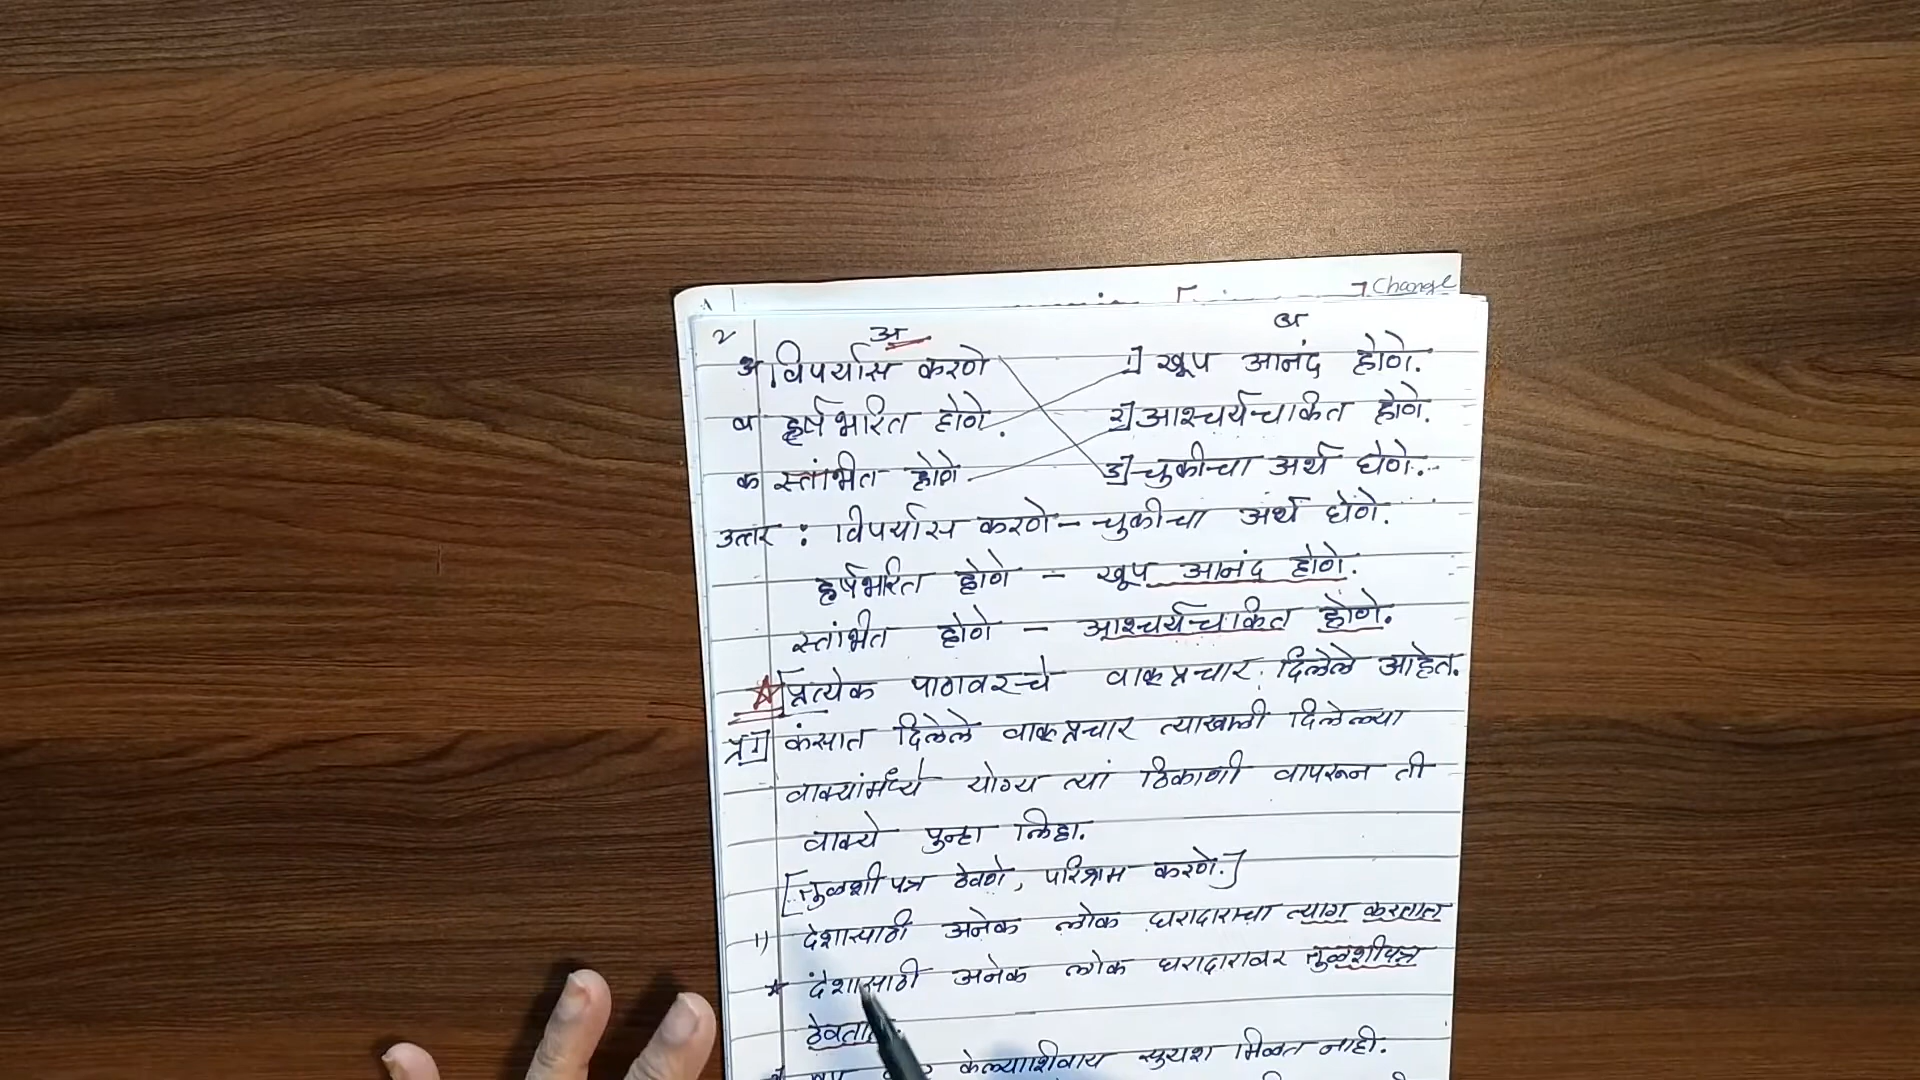 Change
२ अ ब
अ विपर्यास करणे १] खूप आनंद होणे.
ब हर्षभरित होणे. २] आश्चर्यचकित होणे.
क स्तंभित होणे. ३] चुकीचा अर्थ घेणे.
उत्तर : विपर्यास करणे - चुकीचा अर्थ घेणे.
हर्षभरित होणे - खूप आनंद होणे.
स्तंभित होणे - आश्चर्यचकित होणे.
प्रत्येक पाठावरचे वाक्प्रचार दिलेले आहेत.
प्र१] कंसात दिलेले वाक्प्रचार त्याखाली दिलेल्या
वाक्यांमध्ये योग्य त्यां ठिकाणी वापरून ती
वाक्ये पुन्हा लिहा.
[तुळशी पत्र ठेवणे, परिश्रम करणे.]
१) देशासाठी अनेक लोक घरादाराचा त्याग करतात
* देशासाठी अनेक लोक घरादारावर तुळशीपत्र
ठेवतात.
केल्याशिवाय सुयश मिळत नाही.